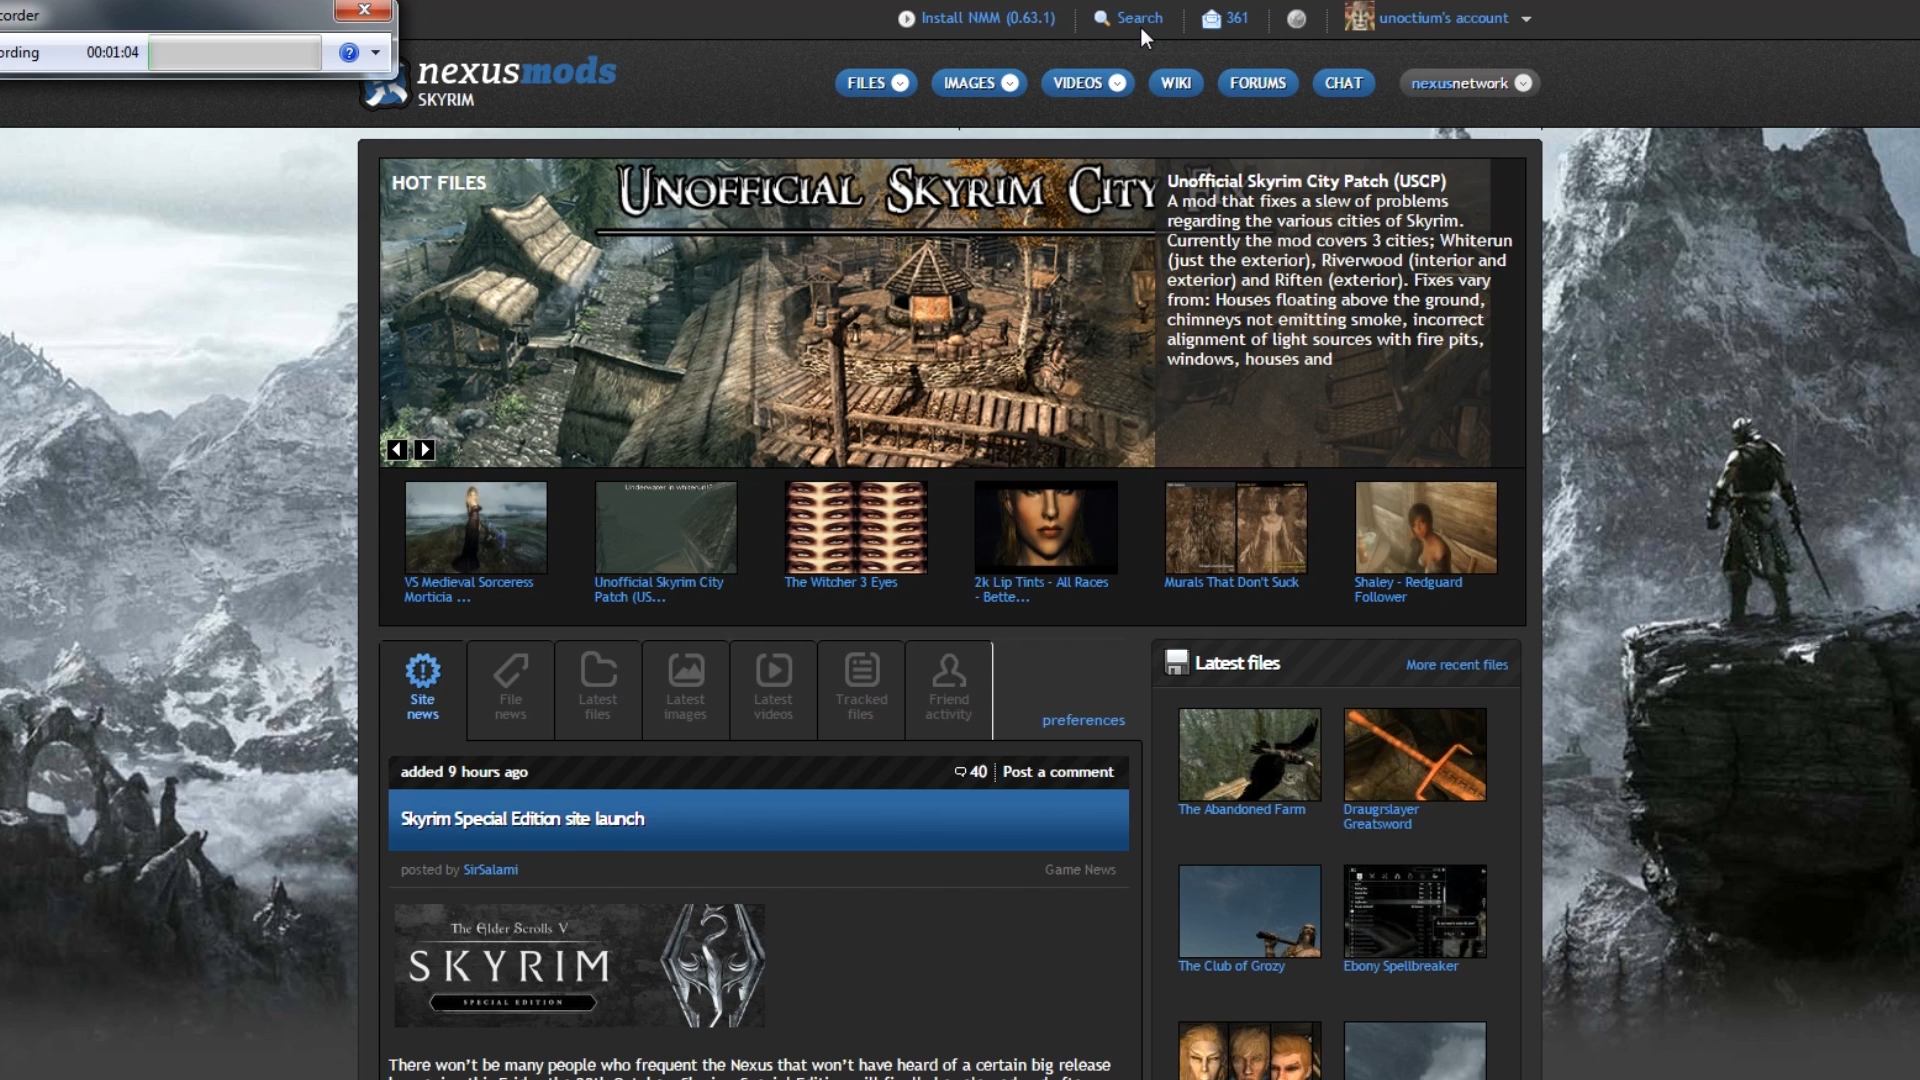 corder
ording 00:01:04
Install NMM (0.63.1) Search 361 unoctium's account
nexusmods
SKYRIM
FILES IMAGES VIDEOS WIKI FORUMS CHAT nexusnetwork
HOT FILES
UNOFFICIAL SKYRIM CITY
Unofficial Skyrim City Patch (USCP)
A mod that fixes a slew of problems
regarding the various cities of Skyrim.
Currently the mod covers 3 cities; Whiterun
(just the exterior), Riverwood (interior and
exterior) and Riften (exterior). Fixes vary
from: Houses floating above the ground,
chimneys not emitting smoke, incorrect
alignment of light sources with fire pits,
windows, houses and
Underwater in whiterun!?
VS Medieval Sorceress
Morticia ...
Unofficial Skyrim City
Patch (US...
The Witcher 3 Eyes
2k Lip Tints - All Races
- Bette...
Murals That Don't Suck
Shaley - Redguard
Follower
Site
news
File
news
Latest
files
Latest
images
Latest
videos
Tracked
files
Friend
activity
preferences
added 9 hours ago 40 Post a comment
Skyrim Special Edition site launch
posted by SirSalami Game News
The Elder Scrolls V
SKYRIM
SPECIAL EDITION
There won't be many people who frequent the Nexus that won't have heard of a certain big release
Latest files More recent files
The Abandoned Farm
Draugrslayer
Greatsword
The Club of Grozy
Ebony Spellbreaker